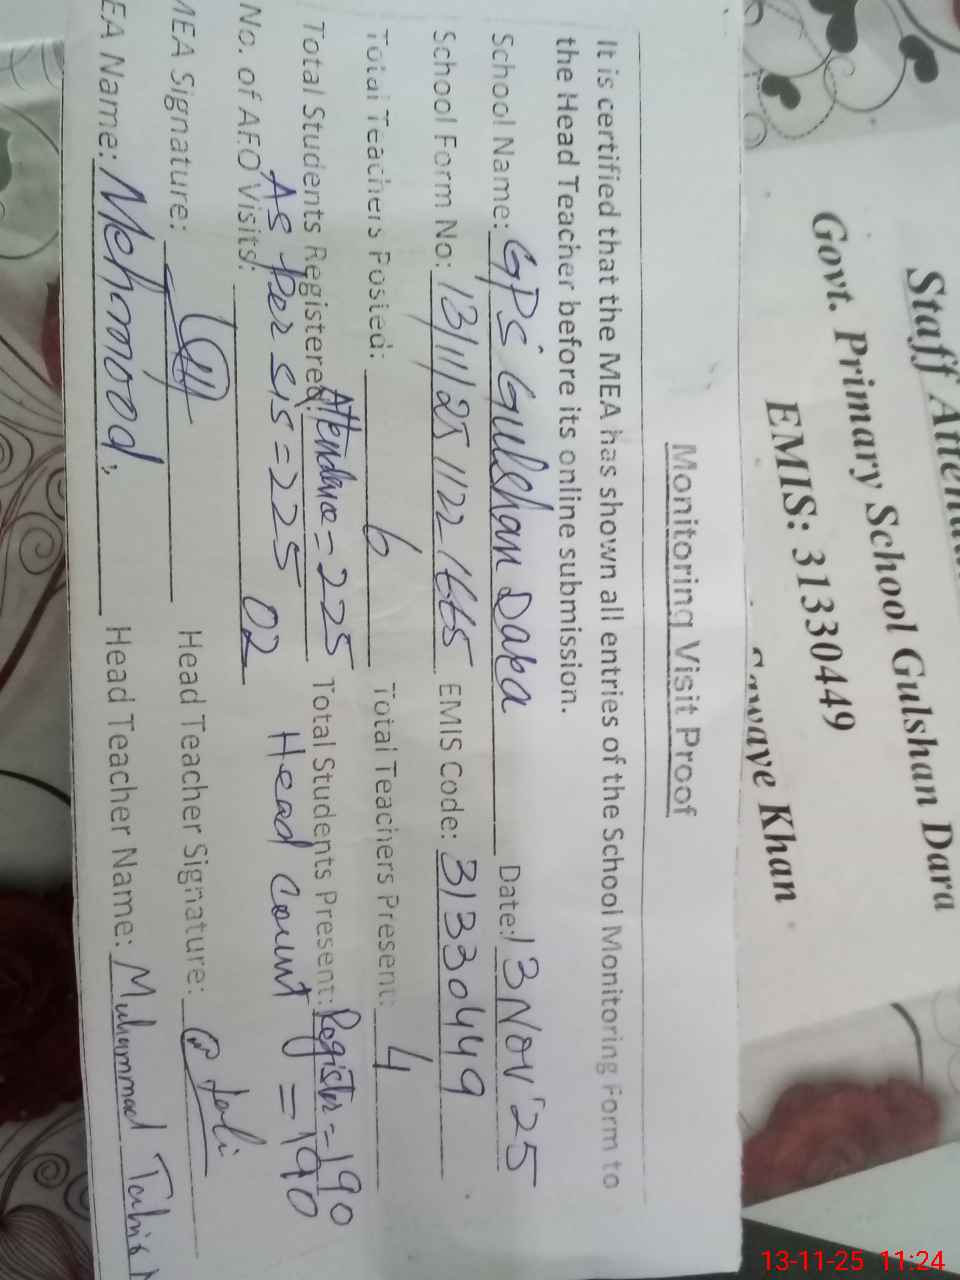 Staff
Govt. Primary School Gulshan Dara
EMIS: 31330449
Khan
Monitoring Visit Proof
It is certified that the MEA has shown all entries of the School Monitoring Form to
the Head Teacher before its online submission.
School Name: GPS Gulshan Dara Date: 13 Nov '25
School Form No: 13/11/25 1122 1665 EMIS Code: 31330449
Total Teachers Posted: 6 Total Teachers Present: 4
Total Students Registered: = 225 Total Students Present: Register = 190
As Per SIS = 225 Head Count = 190
No. of AEO Visits: 02
MEA Signature: Head Teacher Signature:
EA Name: Mehmood Head Teacher Name: Muhammad Tahir
13-11-25 11:24